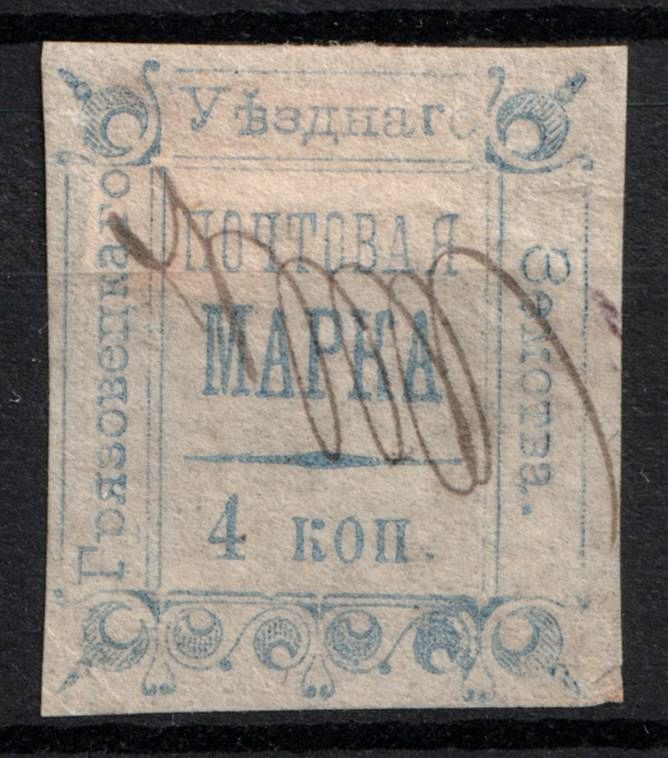 Грязовецкаго
Уѣзднаго
Земства.
ПОЧТОВАЯ
МАРКА
4 коп.